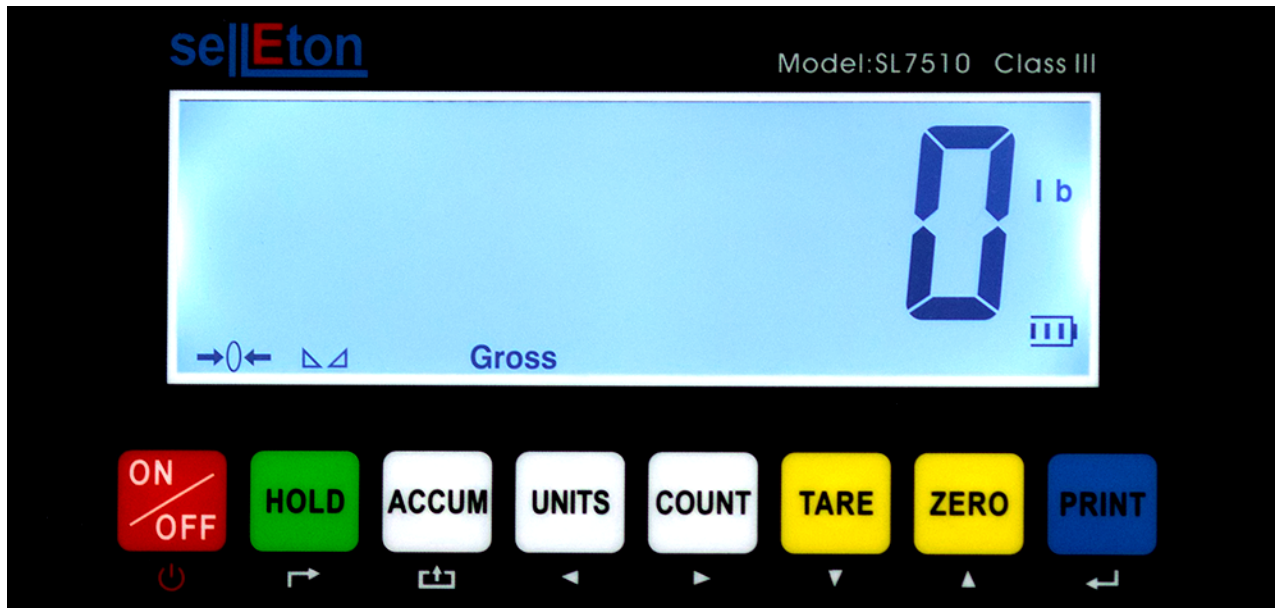 sellEton
Model:SL7510 Class III
0 lb
Gross
ON/OFF HOLD ACCUM UNITS COUNT TARE ZERO PRINT